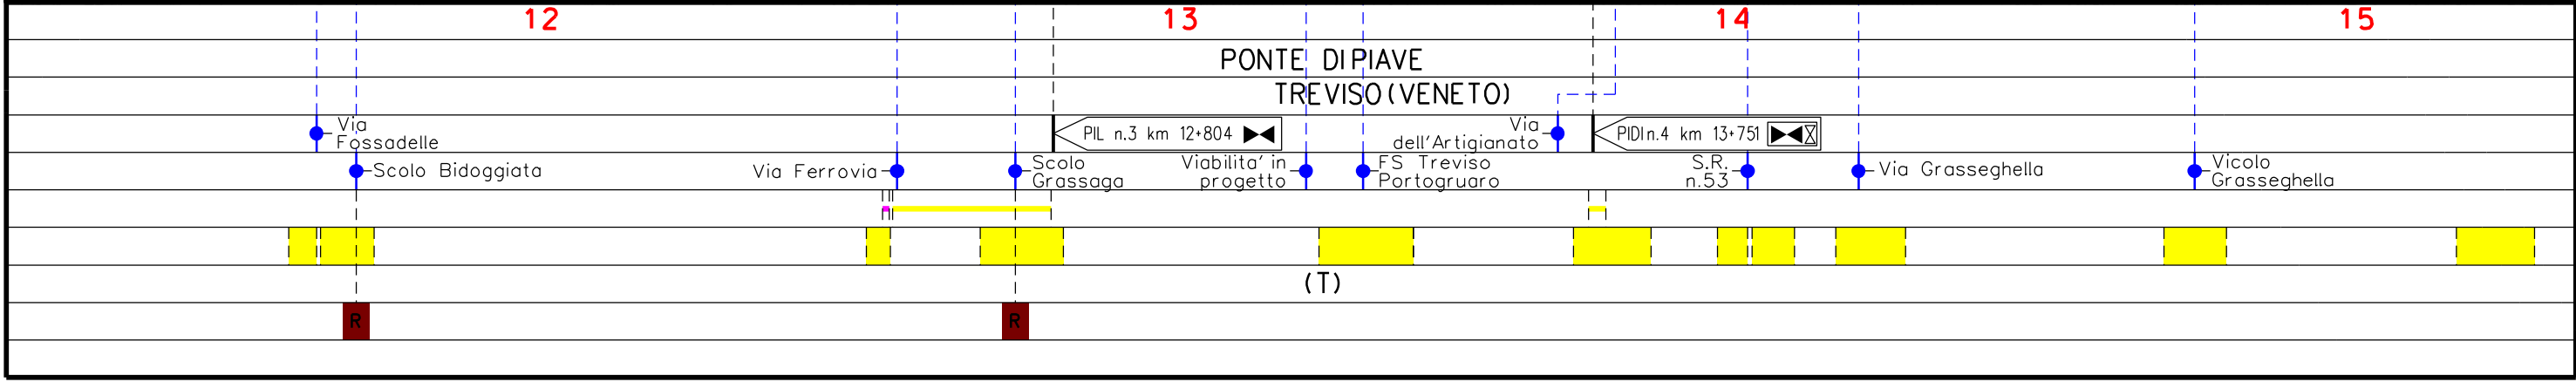 12 13 14 15
PONTE DI PIAVE
TREVISO (VENETO)
Via
Fossadelle
PIL n.3 km 12+804
Via
dell'Artigianato
PIDI n.4 km 13+751
Scolo Bidoggiata
Via Ferrovia
Scolo
Grassaga
Viabilita' in
progetto
FS Treviso
Portogruaro
S.R.
n.53
Via Grasseghella
Vicolo
Grasseghella
(T)
R R